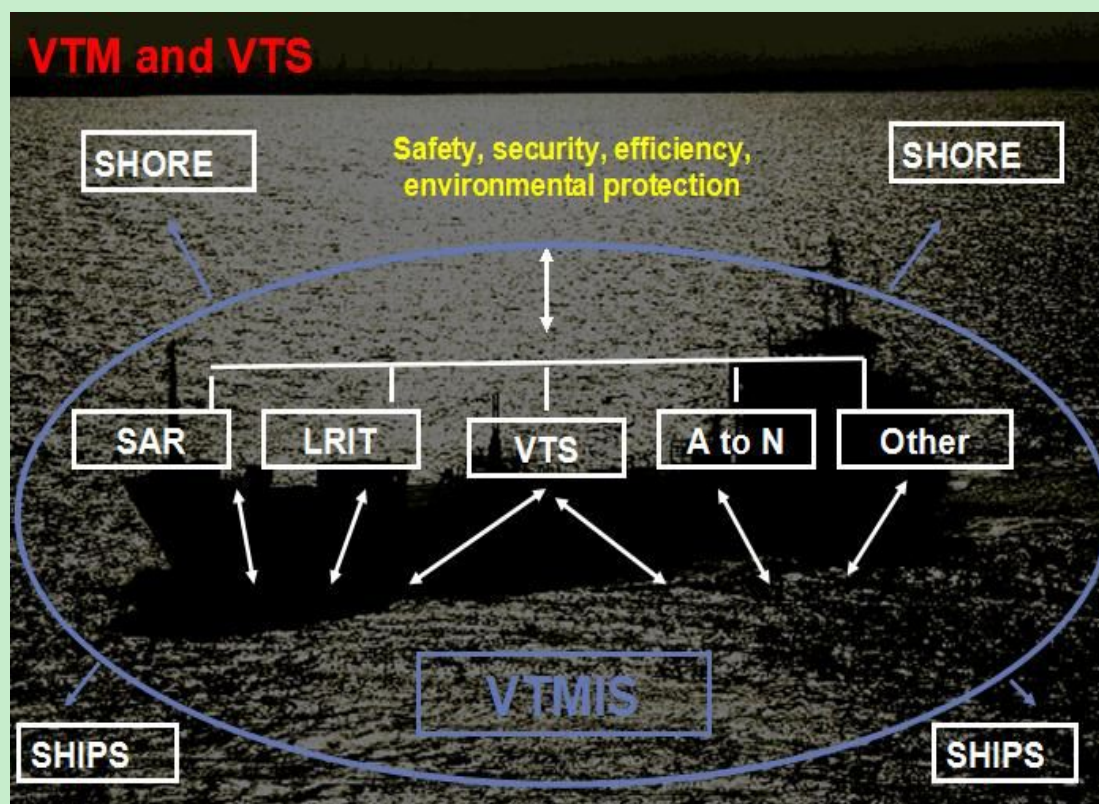 VTM and VTS
SHORE
Safety, security, efficiency,
environmental protection
SHORE
SAR
LRIT
VTS
A to N
Other
VTMIS
SHIPS
SHIPS